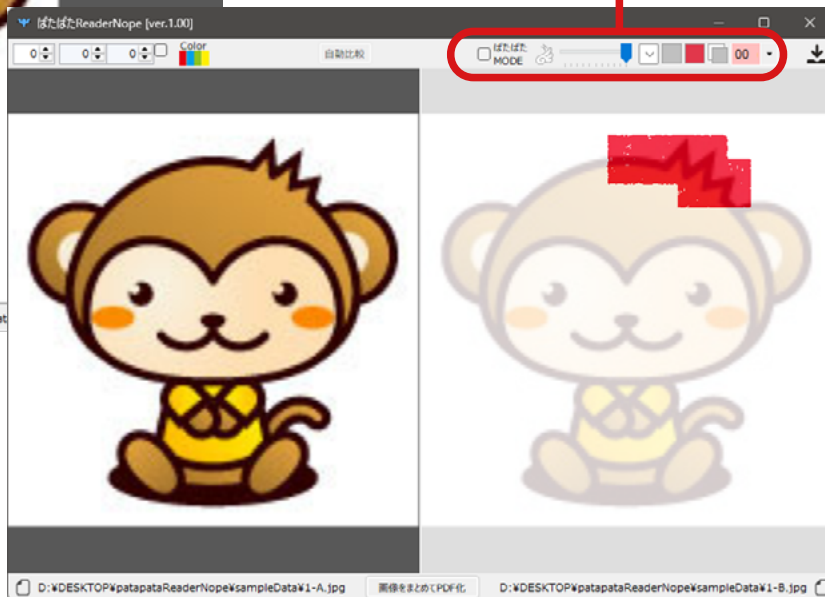 ぱたぱたReaderNope [ver.1.00]
0 0 0 Color 自動比較 ぱたぱた
MODE 00
D:¥DESKTOP¥patapataReaderNope¥sampleData¥1-A.jpg 画像をまとめてPDF化 D:¥DESKTOP¥patapataReaderNope¥sampleData¥1-B.jpg